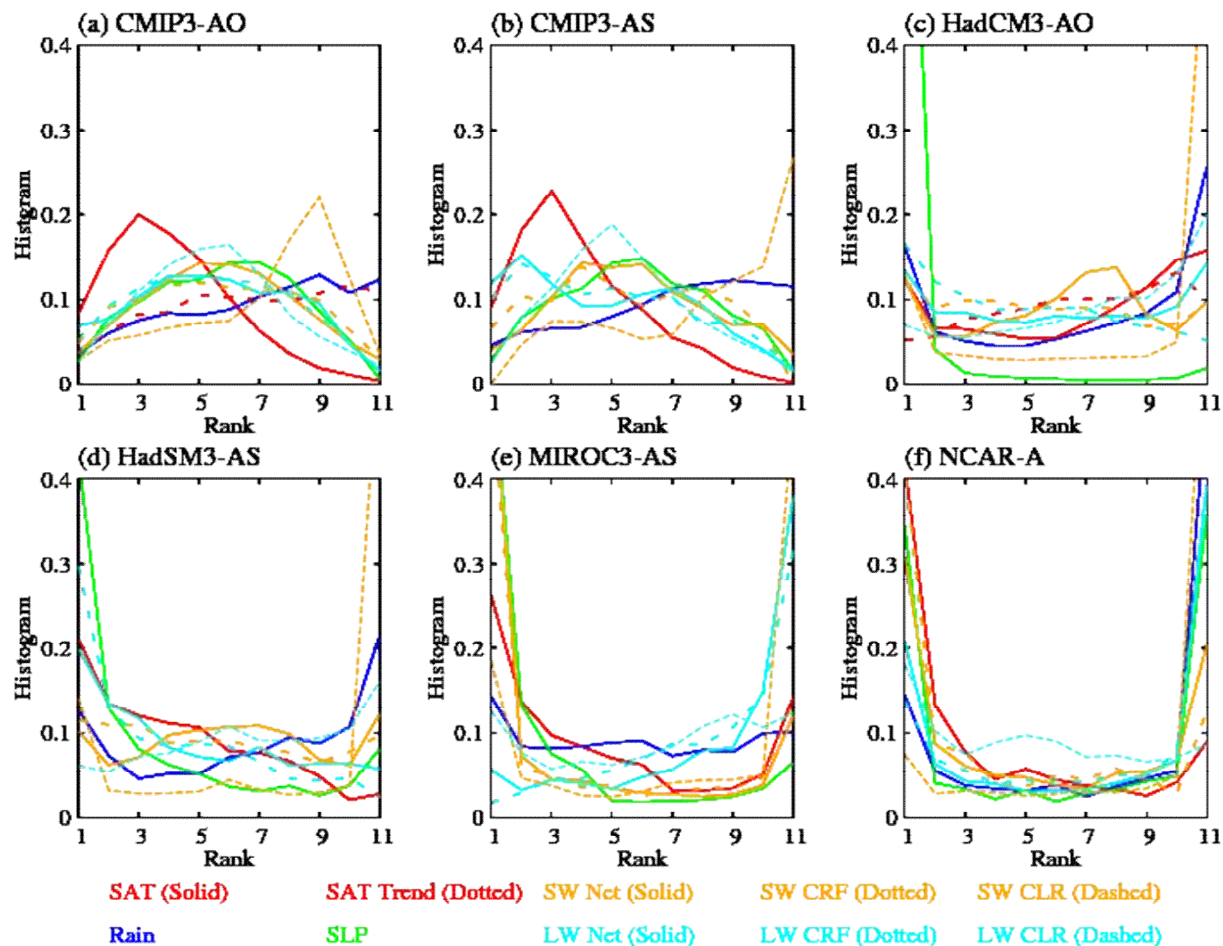 (a) CMIP3-AO (b) CMIP3-AS (c) HadCM3-AO
0.4 0.4 0.4
0.3 0.3 0.3
Histogram Histogram Histogram
0.2 0.2 0.2
0.1 0.1 0.1
0 0 0
1 3 5 7 9 11 1 3 5 7 9 11 1 3 5 7 9 11
Rank Rank Rank
(d) HadSM3-AS (e) MIROC3-AS (f) NCAR-A
0.4 0.4 0.4
0.3 0.3 0.3
Histogram Histogram Histogram
0.2 0.2 0.2
0.1 0.1 0.1
0 0 0
1 3 5 7 9 11 1 3 5 7 9 11 1 3 5 7 9 11
Rank Rank Rank
SAT (Solid) SAT Trend (Dotted) SW Net (Solid) SW CRF (Dotted) SW CLR (Dashed)
Rain SLP LW Net (Solid) LW CRF (Dotted) LW CLR (Dashed)